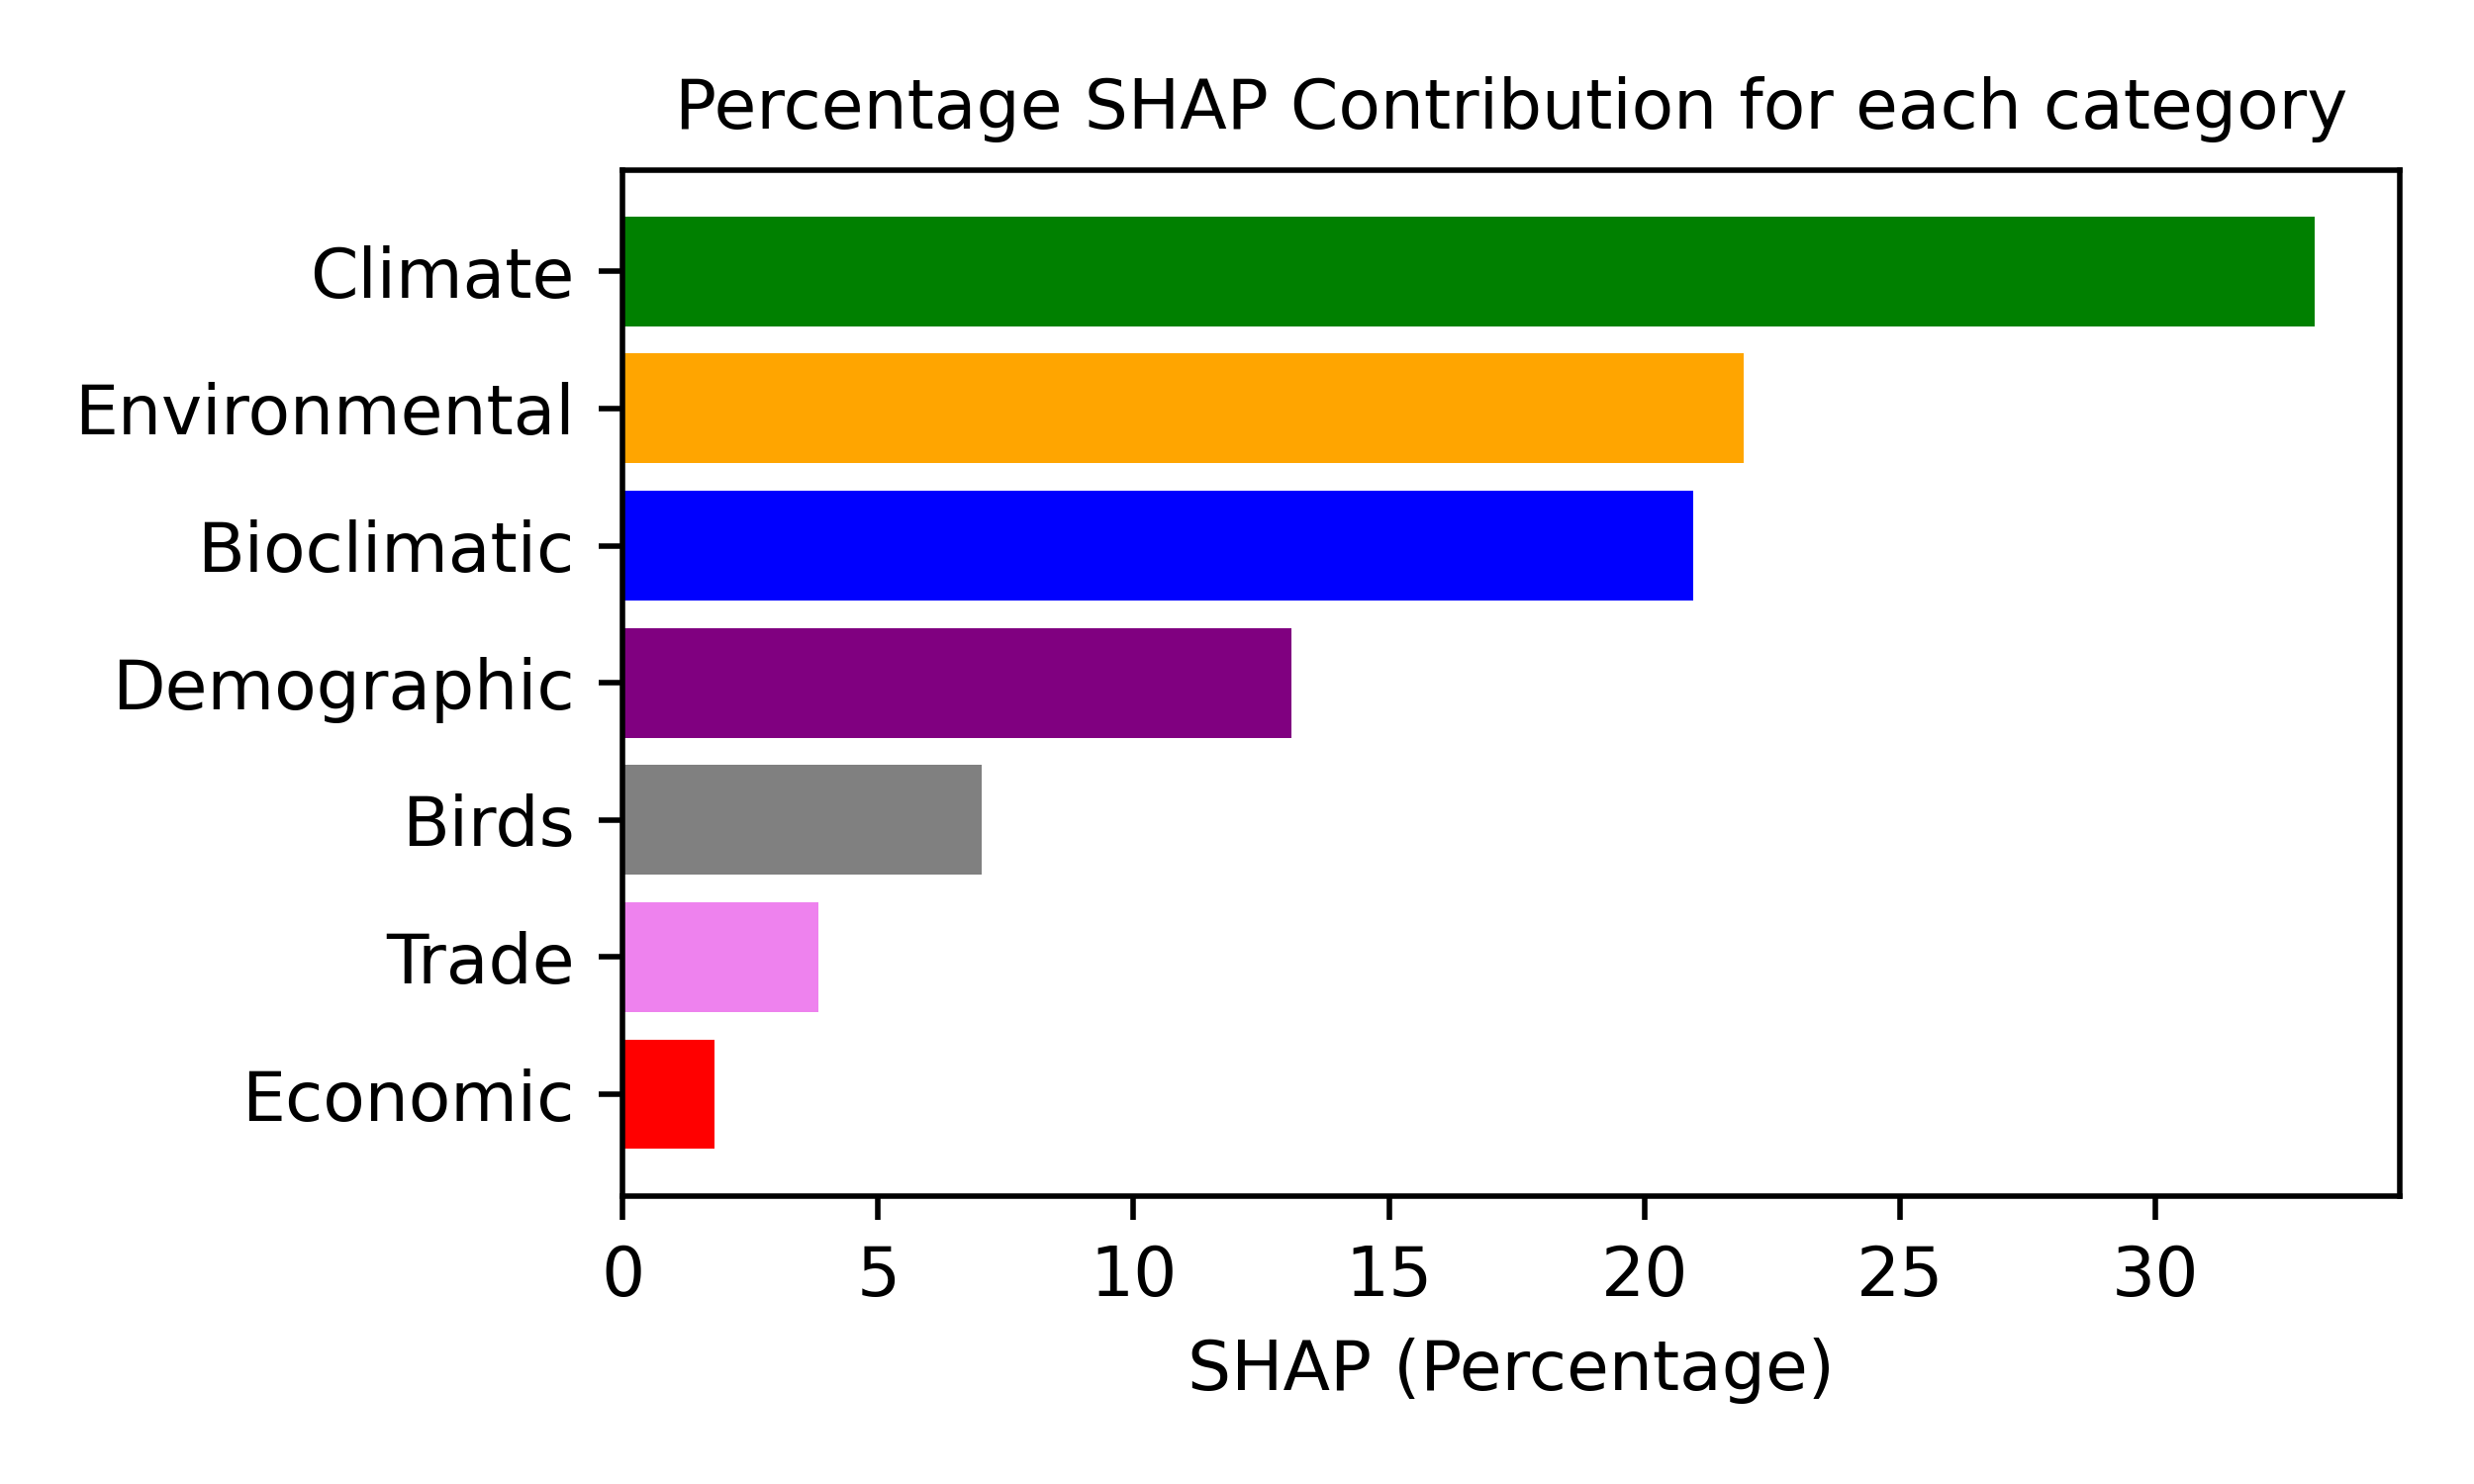 Percentage SHAP Contribution for each category
Climate
Environmental
Bioclimatic
Demographic
Birds
Trade
Economic
0 5 10 15 20 25 30
SHAP (Percentage)